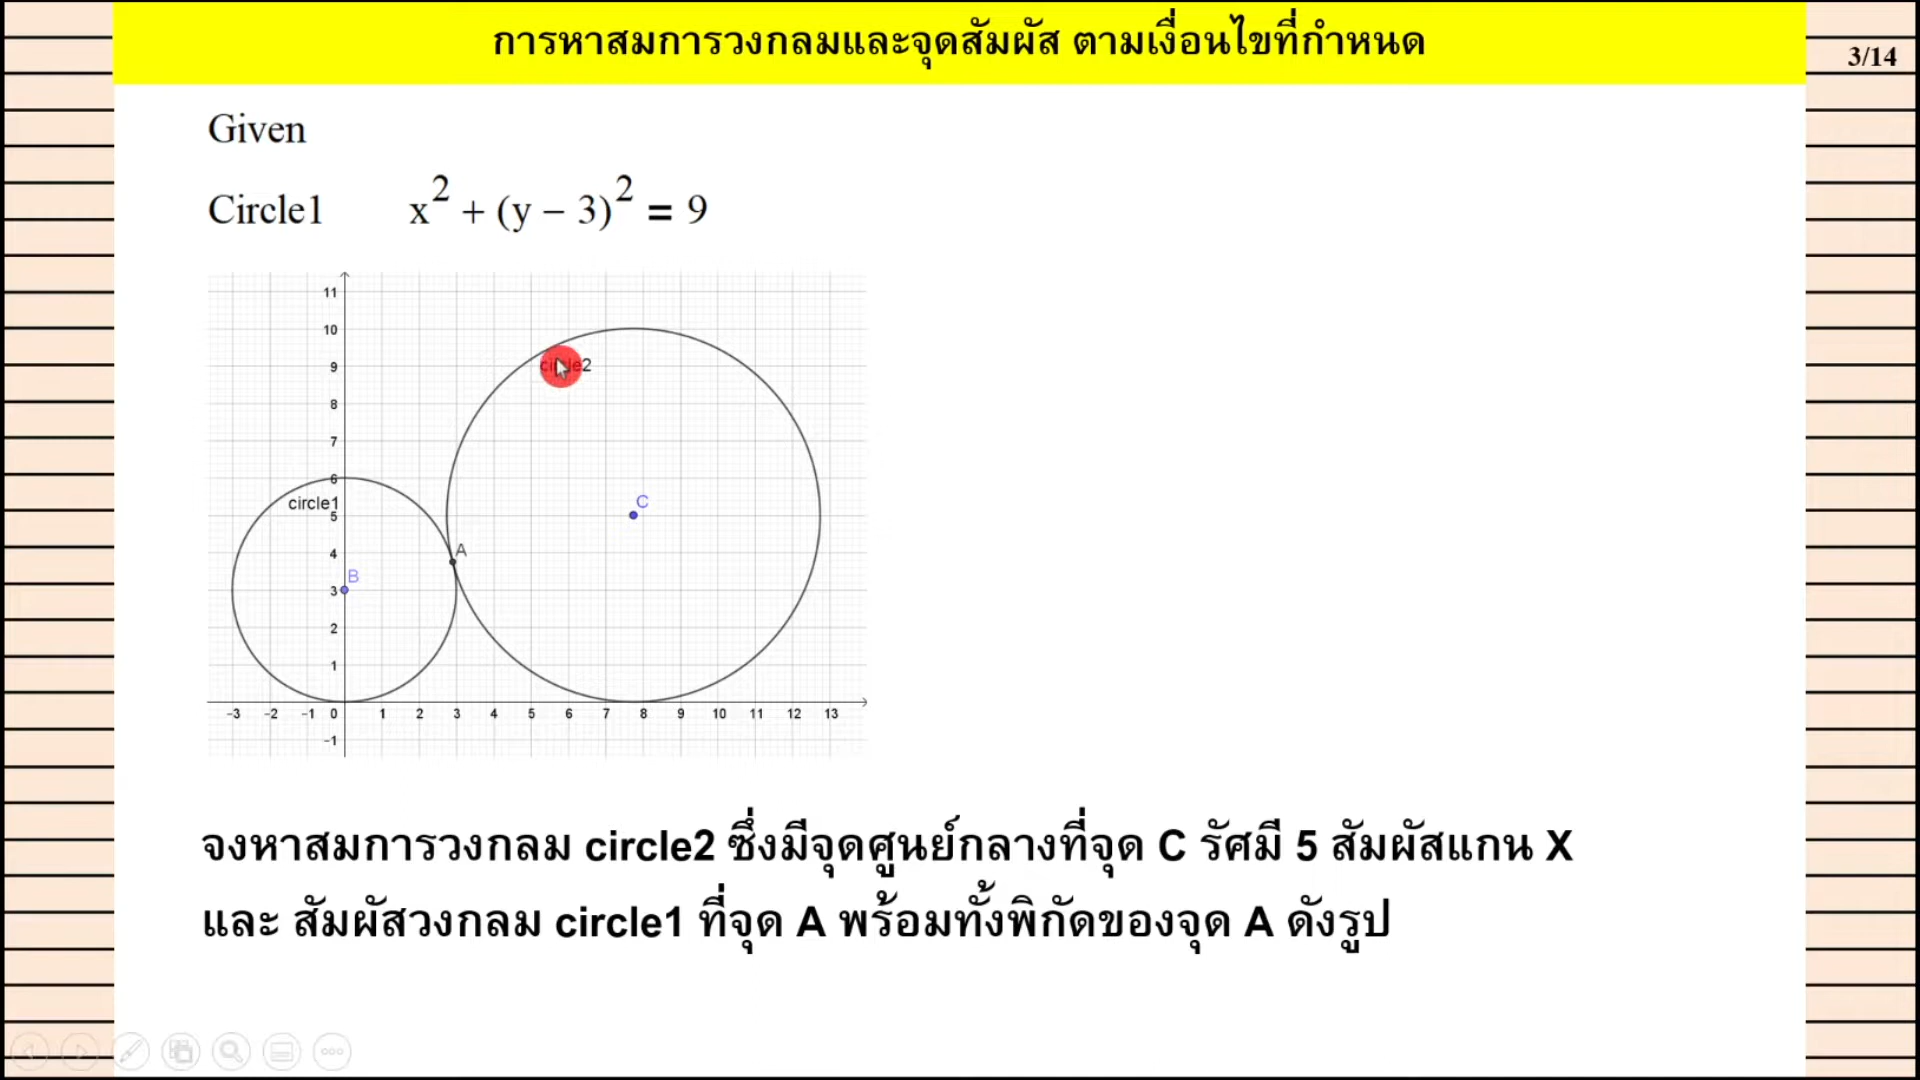 การหาสมการวงกลมและจุดสัมผัส ตามเงื่อนไขที่กำหนด
3/14
Given
Circle1 x² + (y − 3)² = 9
11
10
9
8
7
6
5
4
3
2
1
−1
circle2
circle1
C
A
B
−3 −2 −1 0 1 2 3 4 5 6 7 8 9 10 11 12 13
จงหาสมการวงกลม circle2 ซึ่งมีจุดศูนย์กลางที่จุด C รัศมี 5 สัมผัสแกน X
และ สัมผัสวงกลม circle1 ที่จุด A พร้อมทั้งพิกัดของจุด A ดังรูป